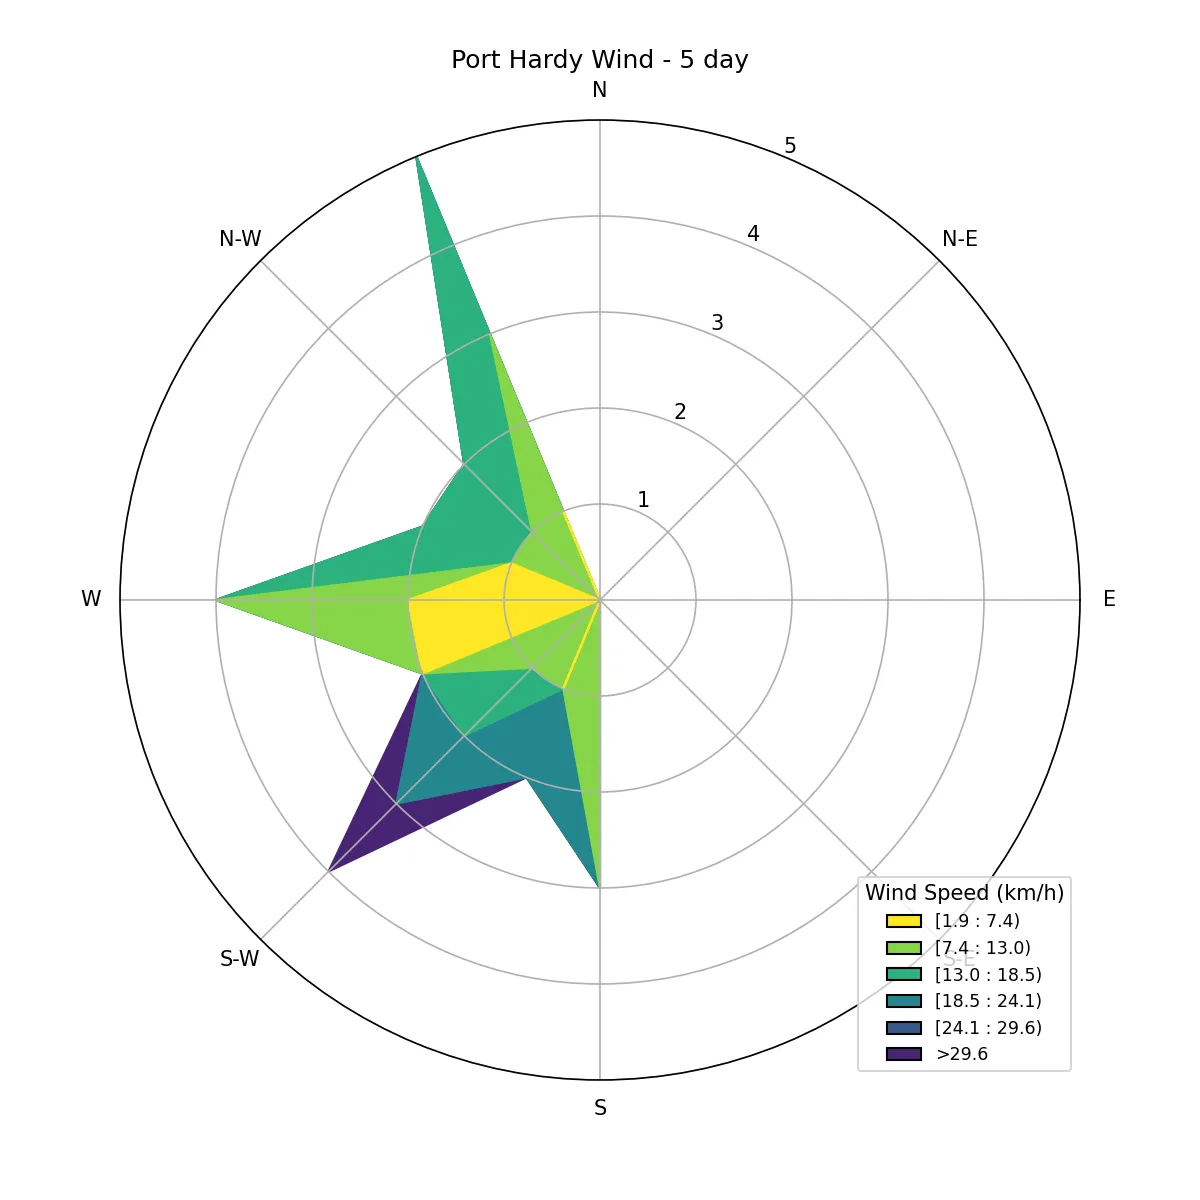 Port Hardy Wind - 5 day
N
5
4
N-W
N-E
3
2
1
W
E
S-W
S-E
Wind Speed (km/h)
[1.9 : 7.4)
[7.4 : 13.0)
[13.0 : 18.5)
[18.5 : 24.1)
[24.1 : 29.6)
>29.6
S